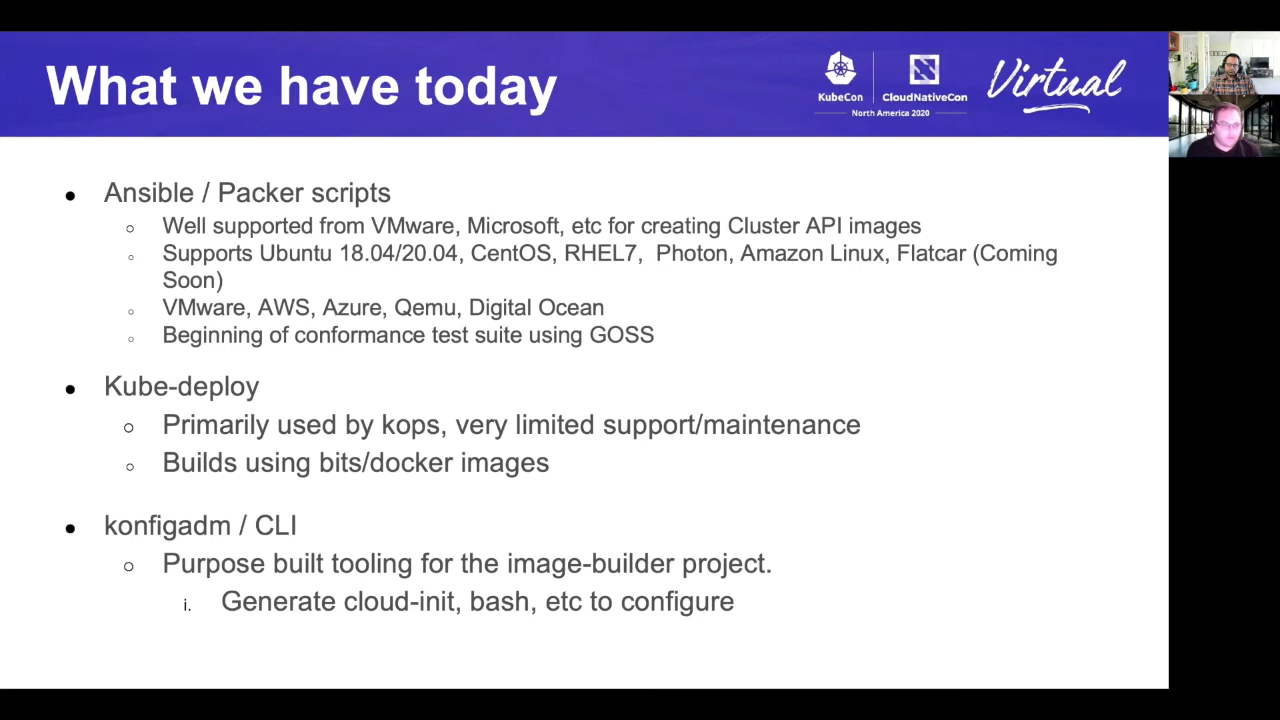 What we have today
KubeCon
CloudNativeCon
North America 2020
Virtual
● Ansible / Packer scripts
○ Well supported from VMware, Microsoft, etc for creating Cluster API images
○ Supports Ubuntu 18.04/20.04, CentOS, RHEL7,  Photon, Amazon Linux, Flatcar (Coming
Soon)
○ VMware, AWS, Azure, Qemu, Digital Ocean
○ Beginning of conformance test suite using GOSS
● Kube-deploy
○ Primarily used by kops, very limited support/maintenance
○ Builds using bits/docker images
● konfigadm / CLI
○ Purpose built tooling for the image-builder project.
i. Generate cloud-init, bash, etc to configure